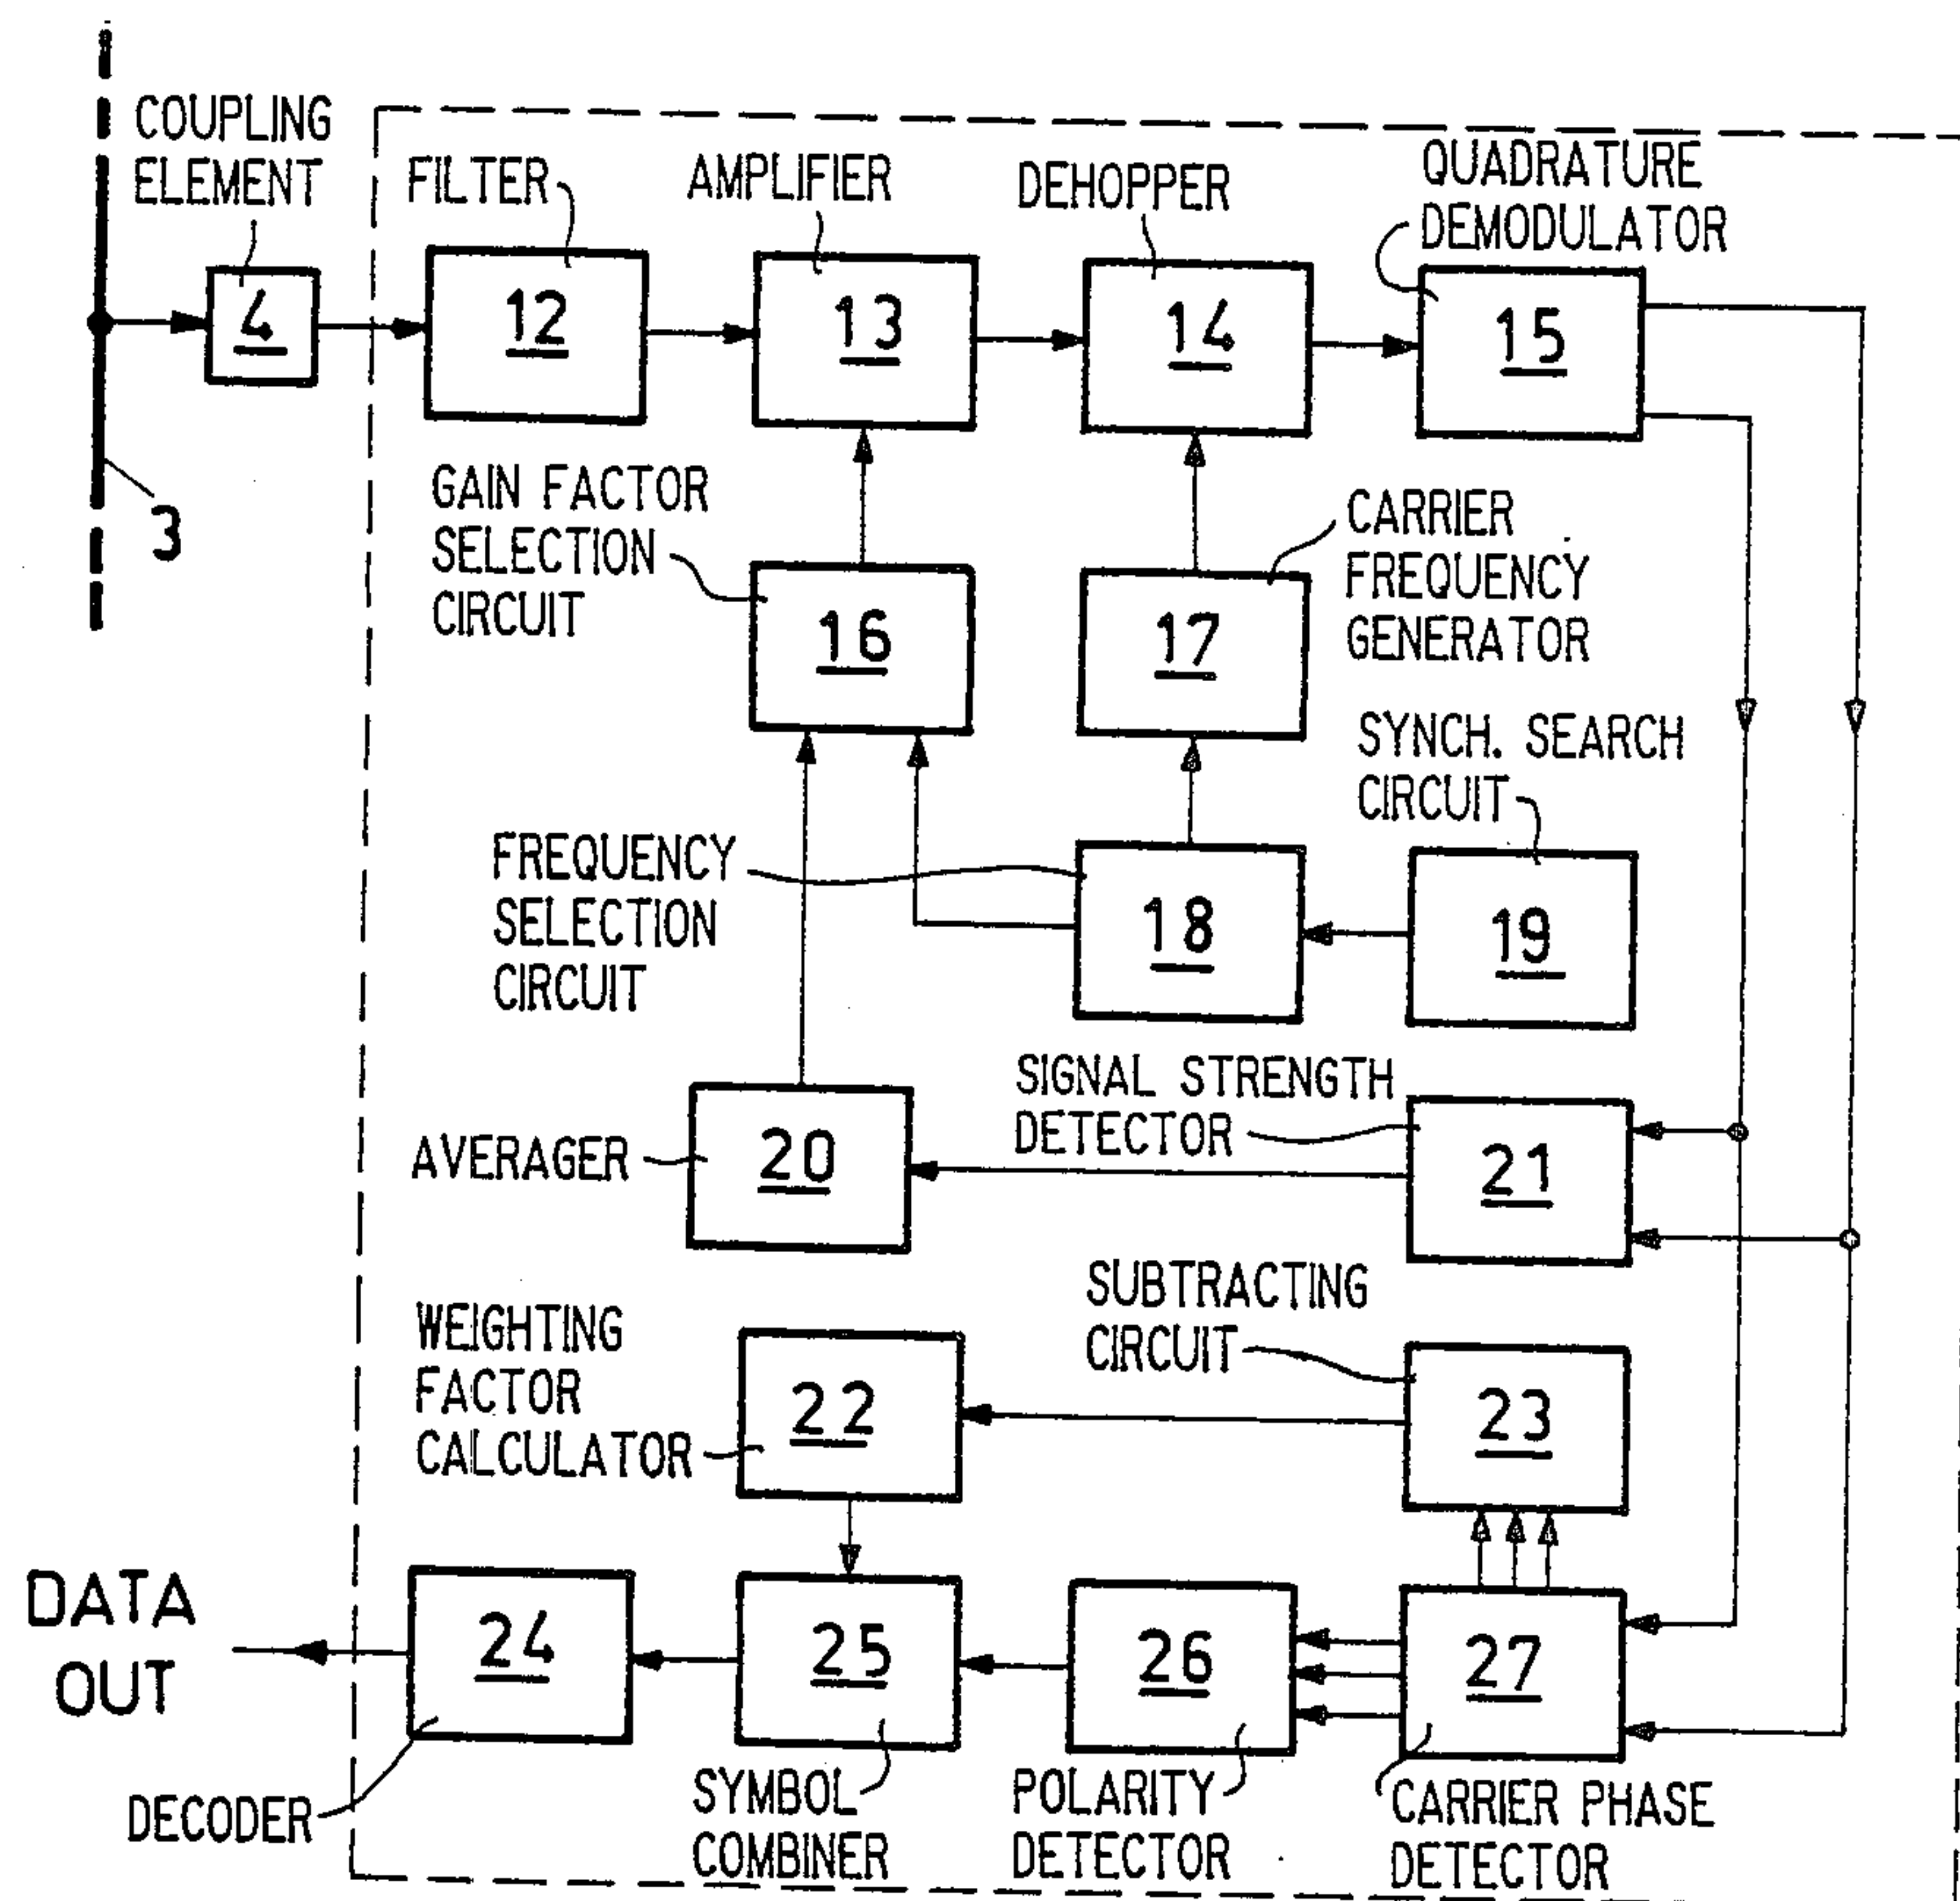 COUPLING
ELEMENT
FILTER
AMPLIFIER
DEHOPPER
QUADRATURE
DEMODULATOR
4
12
13
14
15
3
GAIN FACTOR
SELECTION
CIRCUIT
CARRIER
FREQUENCY
GENERATOR
16
17
SYNCH. SEARCH
CIRCUIT
FREQUENCY
SELECTION
CIRCUIT
18
19
SIGNAL STRENGTH
DETECTOR
AVERAGER
20
21
SUBTRACTING
CIRCUIT
WEIGHTING
FACTOR
CALCULATOR
22
23
DATA
OUT
24
25
26
27
DECODER
SYMBOL
COMBINER
POLARITY
DETECTOR
CARRIER PHASE
DETECTOR